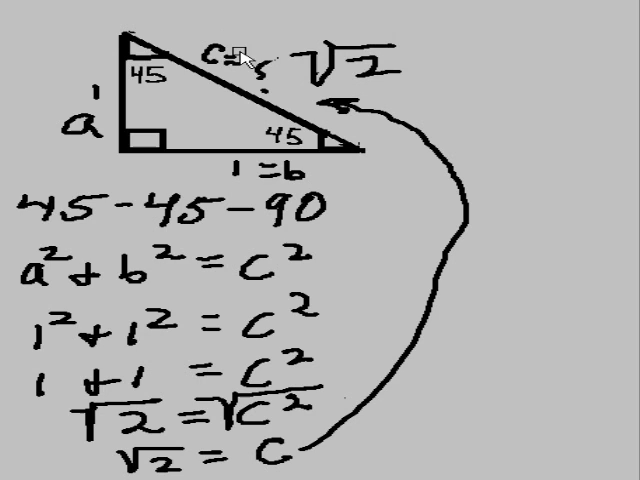 c=? √2
45
1
a
45
1 = b
45 - 45 - 90
a² + b² = c²
1² + 1² = c²
1 + 1 = c²
√2 = √c²
√2 = c